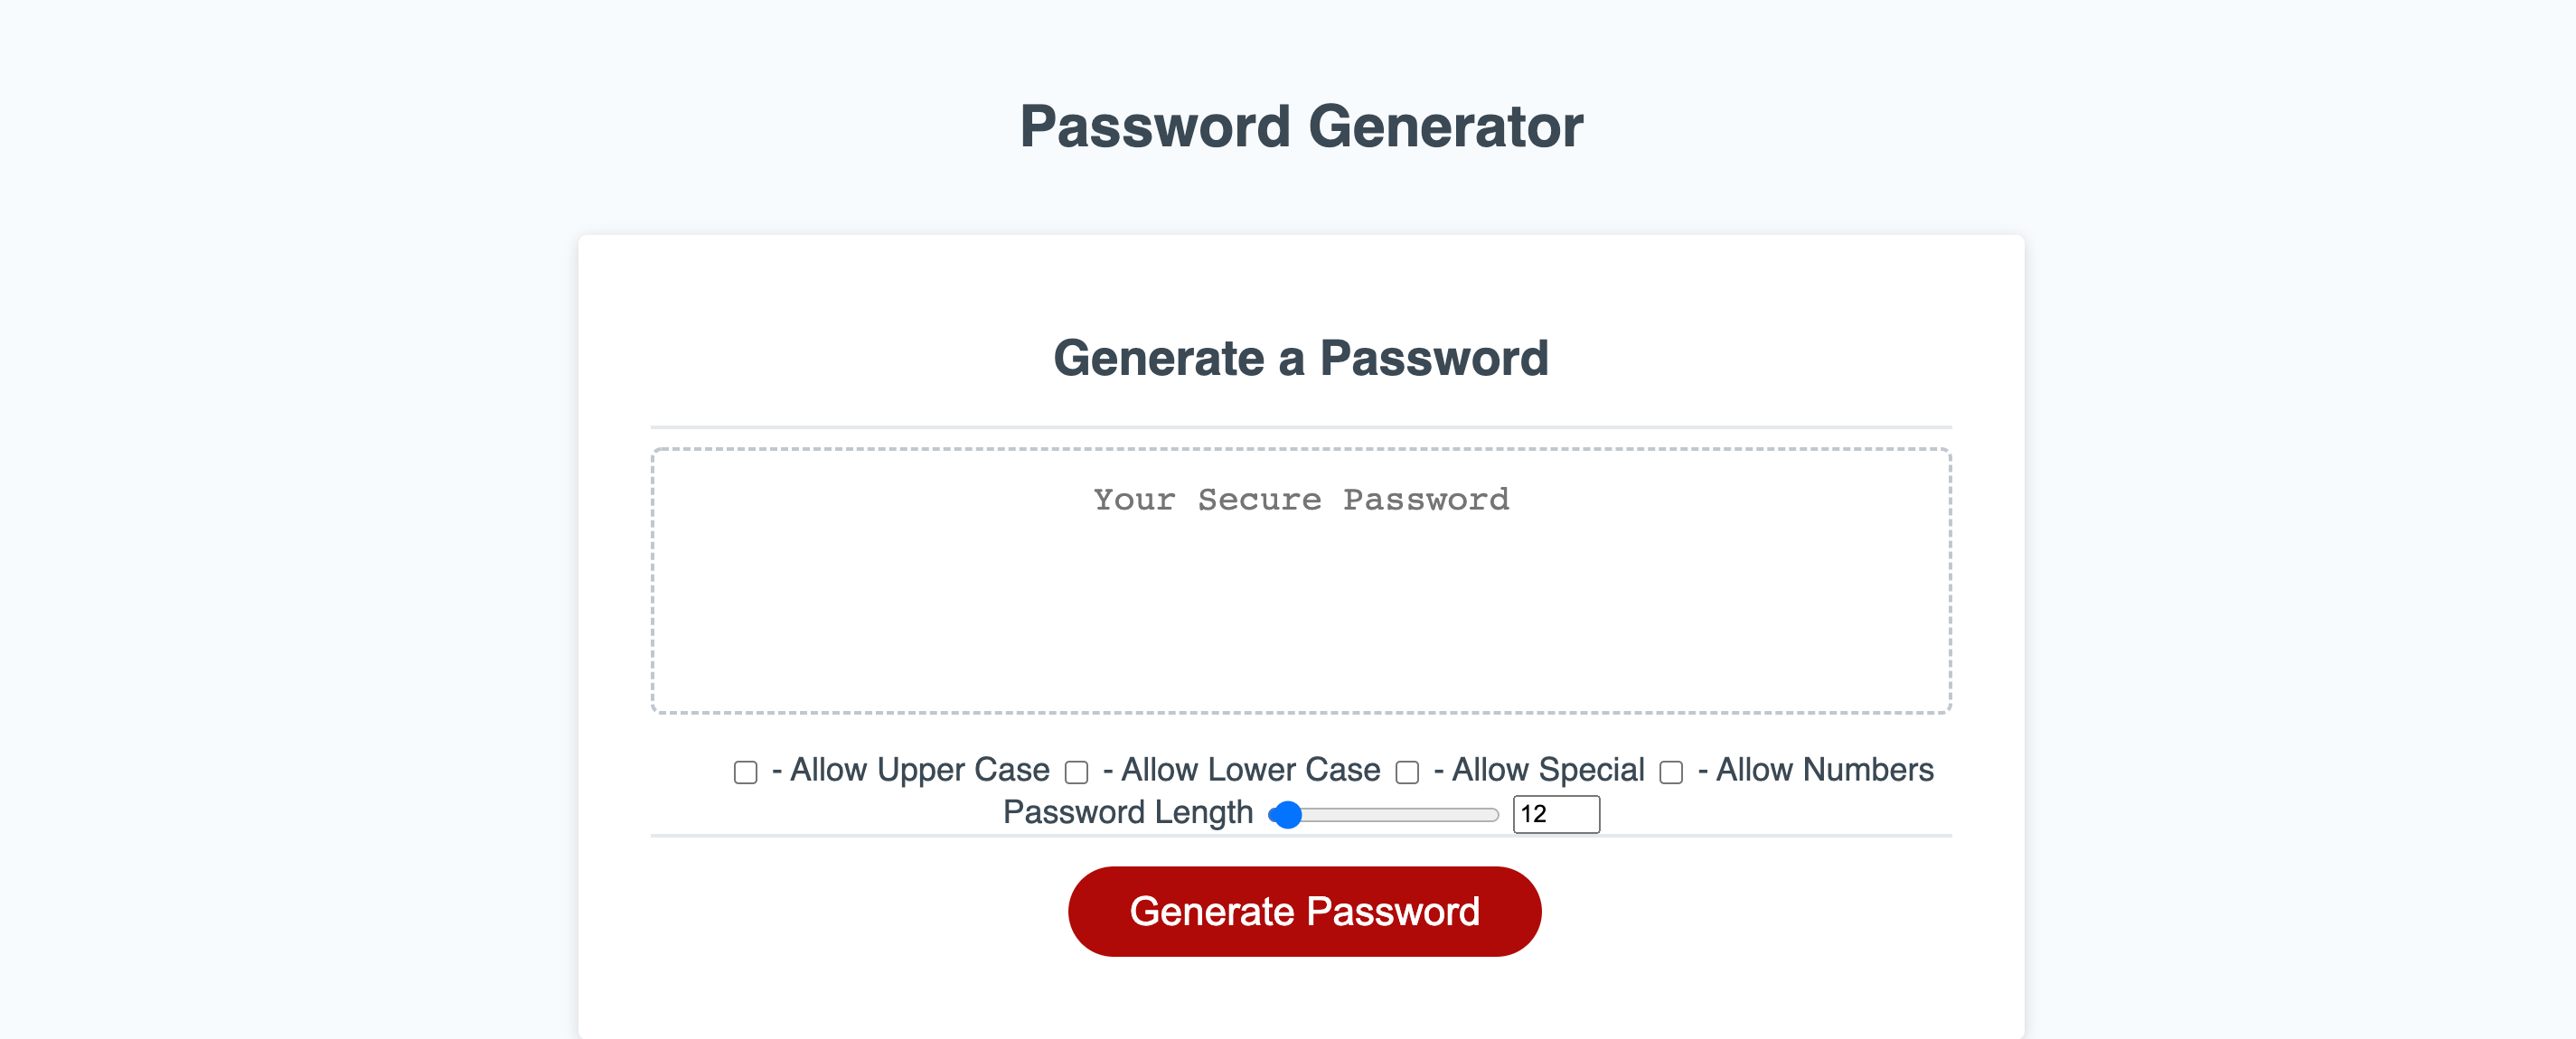 Password Generator
Generate a Password
Your Secure Password
- Allow Upper Case - Allow Lower Case - Allow Special - Allow Numbers
Password Length 12
Generate Password